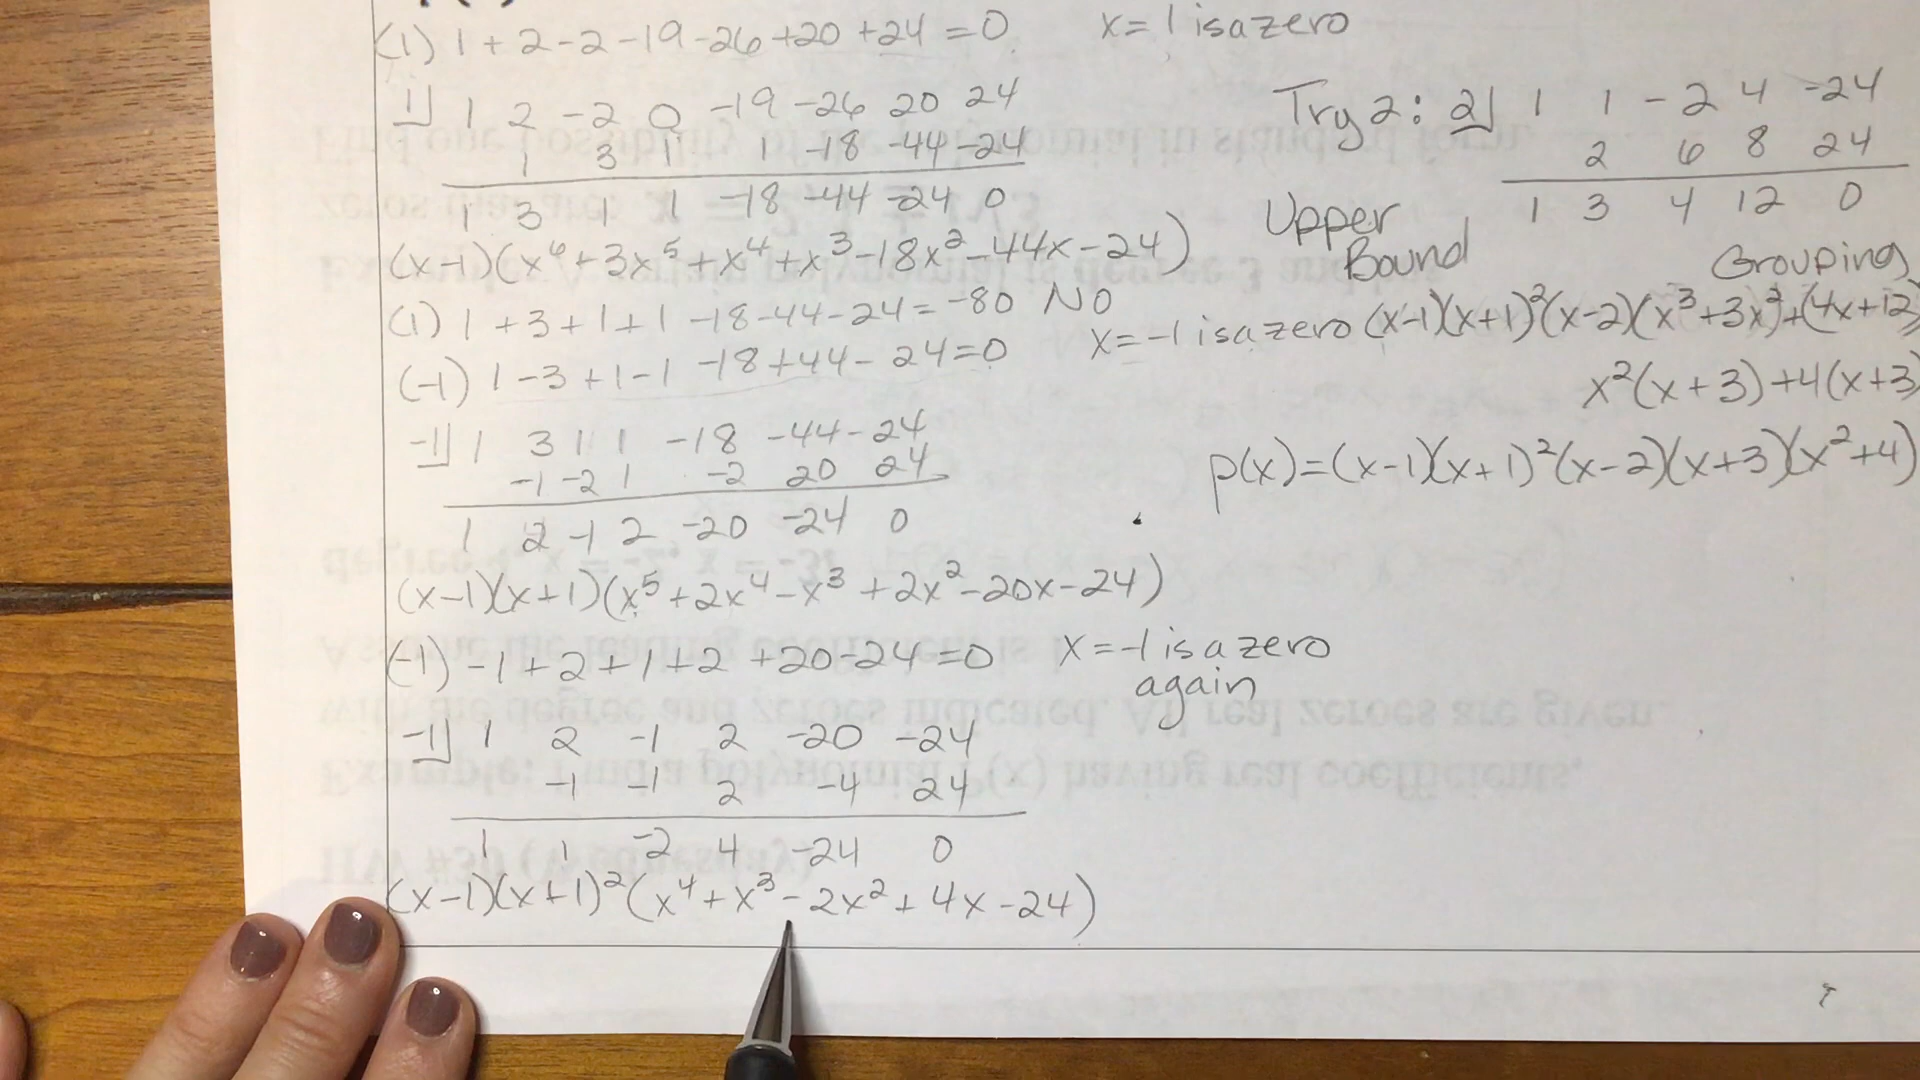 (1) 1 + 2 - 2 - 19 - 26 + 20 + 24 = 0
x = 1 is a zero
1| 1 2 -2 0 -19 -26 20 24
1 3 1 1 -18 -44 -24
1 3 1 1 -18 -44 -24 0
(x-1)(x⁶+3x⁵+x⁴+x³-18x²-44x-24)
(1) 1 + 3 + 1 + 1 - 18 - 44 - 24 = -80 NO
(-1) 1 - 3 + 1 - 1 - 18 + 44 - 24 = 0
x = -1 is a zero
-1| 1 3 1 1 -18 -44 -24
-1 -2 1 -2 20 24
1 2 -1 2 -20 -24 0
(x-1)(x+1)(x⁵+2x⁴-x³+2x²-20x-24)
(-1) -1 + 2 + 1 + 2 + 20 - 24 = 0
x = -1 is a zero
again
-1| 1 2 -1 2 -20 -24
-1 -1 2 -4 24
1 1 -2 4 -24 0
(x-1)(x+1)²(x⁴+x³-2x²+4x-24)
Try 2: 2| 1 1 -2 4 -24
2 6 8 24
1 3 4 12 0
Upper
Bound
Grouping
(x-1)(x+1)²(x-2)(x³+3x²)+(4x+12)
x²(x+3)+4(x+3)
p(x)=(x-1)(x+1)²(x-2)(x+3)(x²+4)